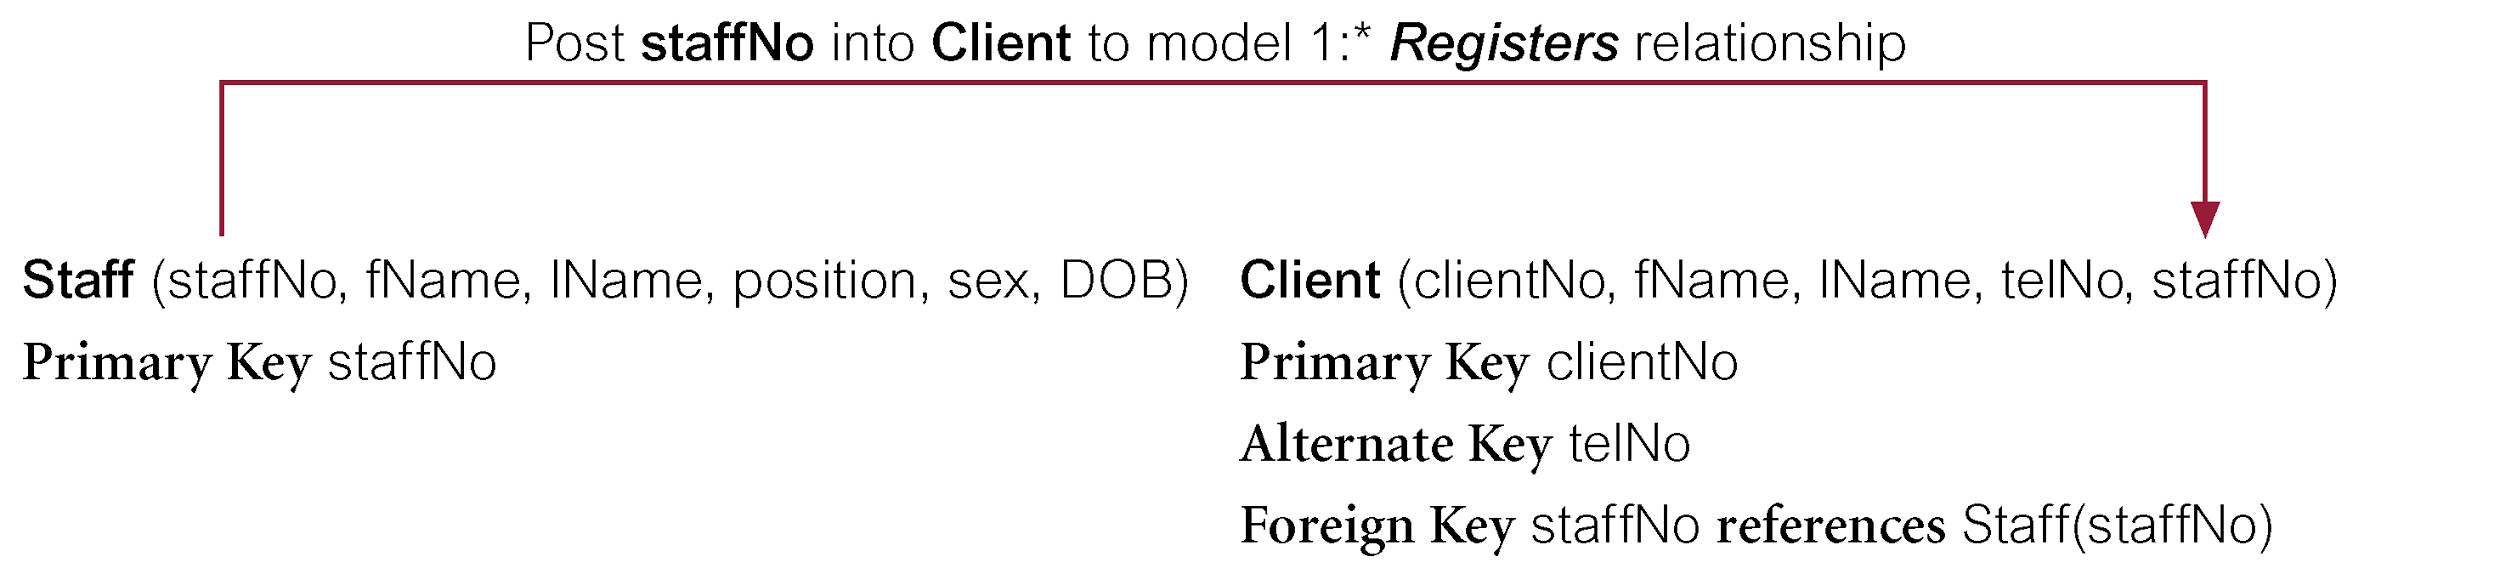 Post staffNo into Client to model 1:* Registers relationship
Staff (staffNo, fName, lName, position, sex, DOB)
Primary Key staffNo
Client (clientNo, fName, lName, telNo, staffNo)
Primary Key clientNo
Alternate Key telNo
Foreign Key staffNo references Staff(staffNo)